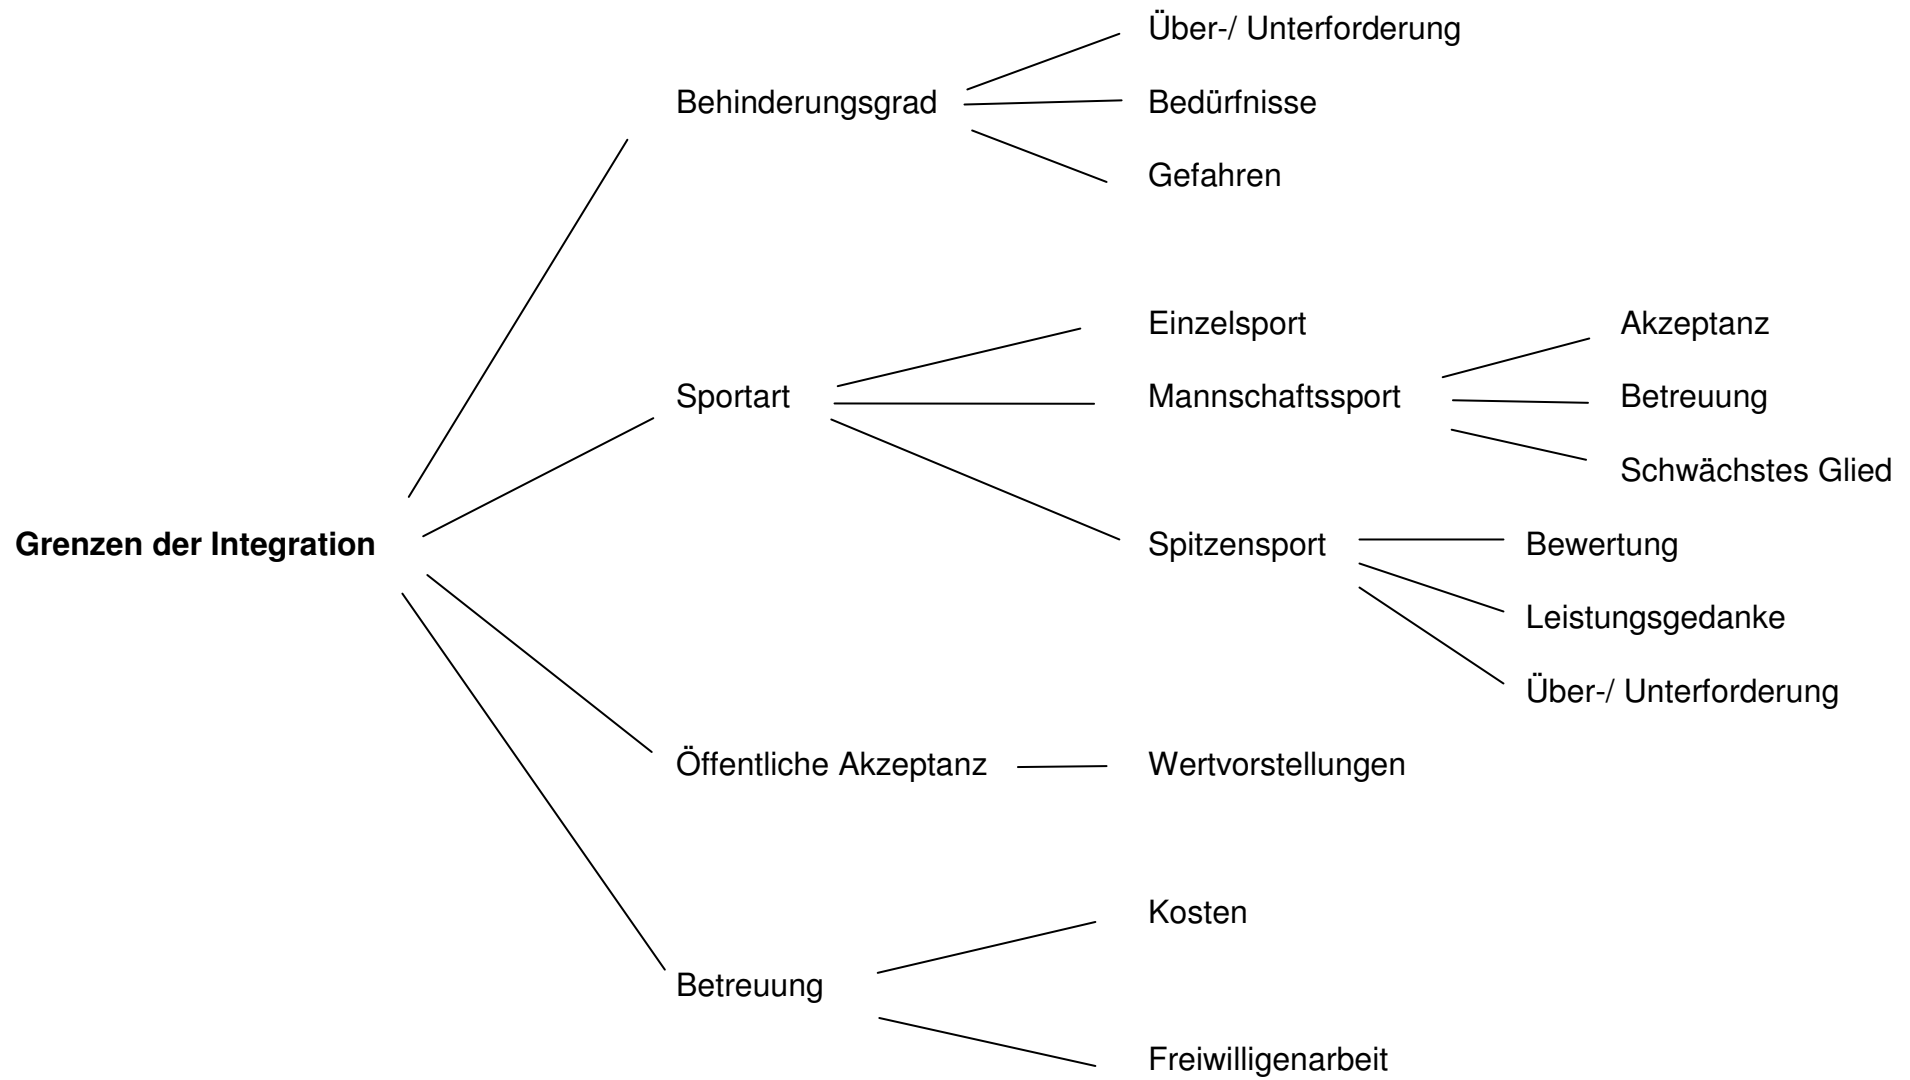 Über-/ Unterforderung
Behinderungsgrad
Bedürfnisse
Gefahren
Einzelsport
Akzeptanz
Sportart
Mannschaftssport
Betreuung
Schwächstes Glied
Grenzen der Integration
Spitzensport
Bewertung
Leistungsgedanke
Über-/ Unterforderung
Öffentliche Akzeptanz
Wertvorstellungen
Kosten
Betreuung
Freiwilligenarbeit